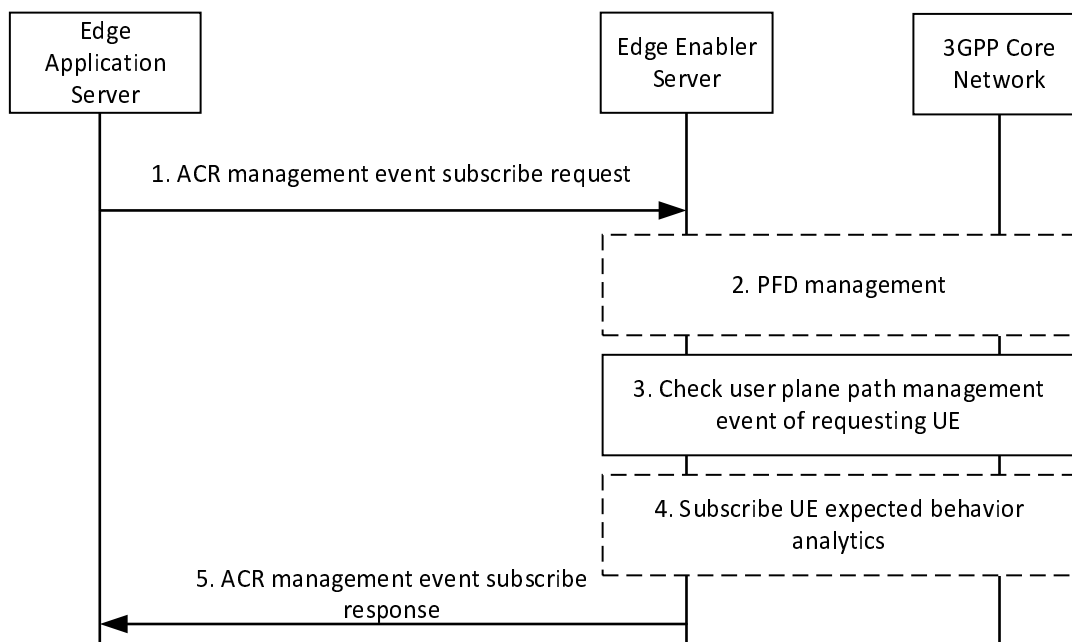 Edge
Application
Server
Edge Enabler
Server
3GPP Core
Network
1. ACR management event subscribe request
2. PFD management
3. Check user plane path management
event of requesting UE
4. Subscribe UE expected behavior
analytics
5. ACR management event subscribe
response